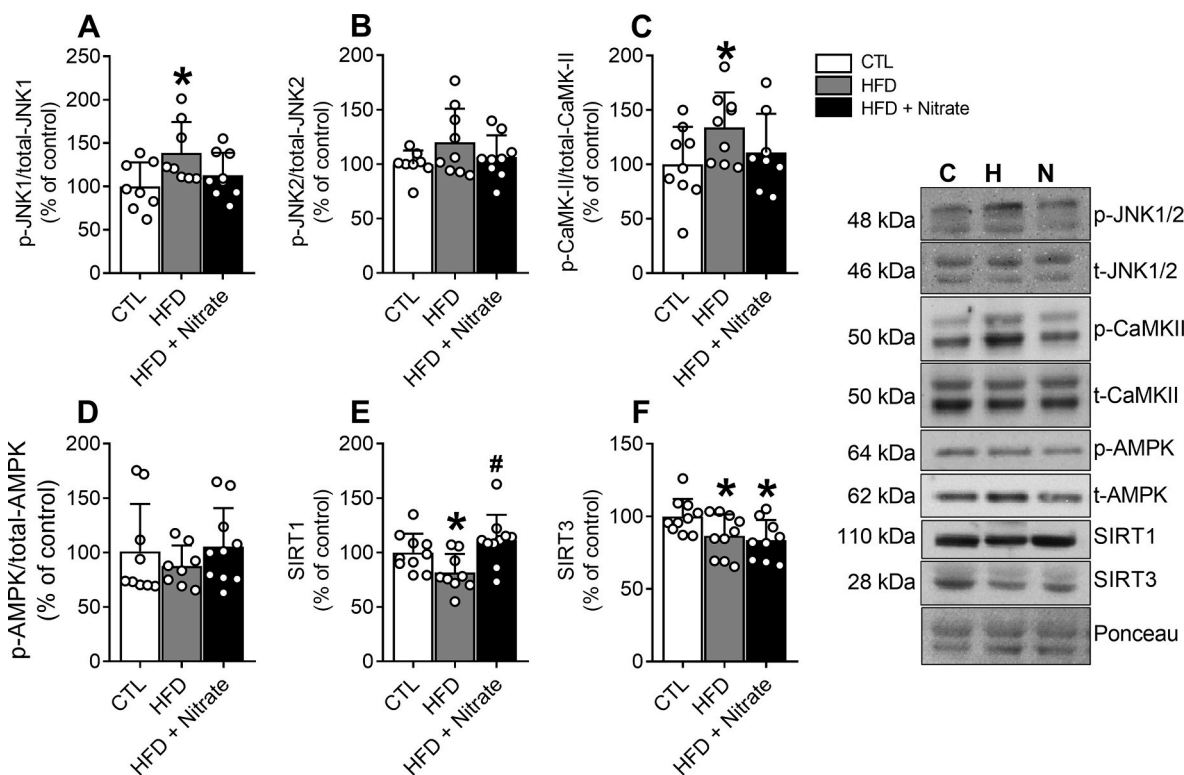 A
p-JNK1/total-JNK1
(% of control)
250
200
150
100
50
0
*
CTL
HFD
HFD + Nitrate
B
p-JNK2/total-JNK2
(% of control)
200
150
100
50
0
CTL
HFD
HFD + Nitrate
C
p-CaMK-II/total-CaMK-II
(% of control)
200
150
100
50
0
*
CTL
HFD
HFD + Nitrate
CTL
HFD
HFD + Nitrate
D
p-AMPK/total-AMPK
(% of control)
200
150
100
50
0
CTL
HFD
HFD + Nitrate
E
SIRT1
(% of control)
200
150
100
50
0
*
#
CTL
HFD
HFD + Nitrate
F
SIRT3
(% of control)
150
100
50
0
*
*
CTL
HFD
HFD + Nitrate
C H N
48 kDa p-JNK1/2
46 kDa t-JNK1/2
50 kDa p-CaMKII
50 kDa t-CaMKII
64 kDa p-AMPK
62 kDa t-AMPK
110 kDa SIRT1
28 kDa SIRT3
Ponceau